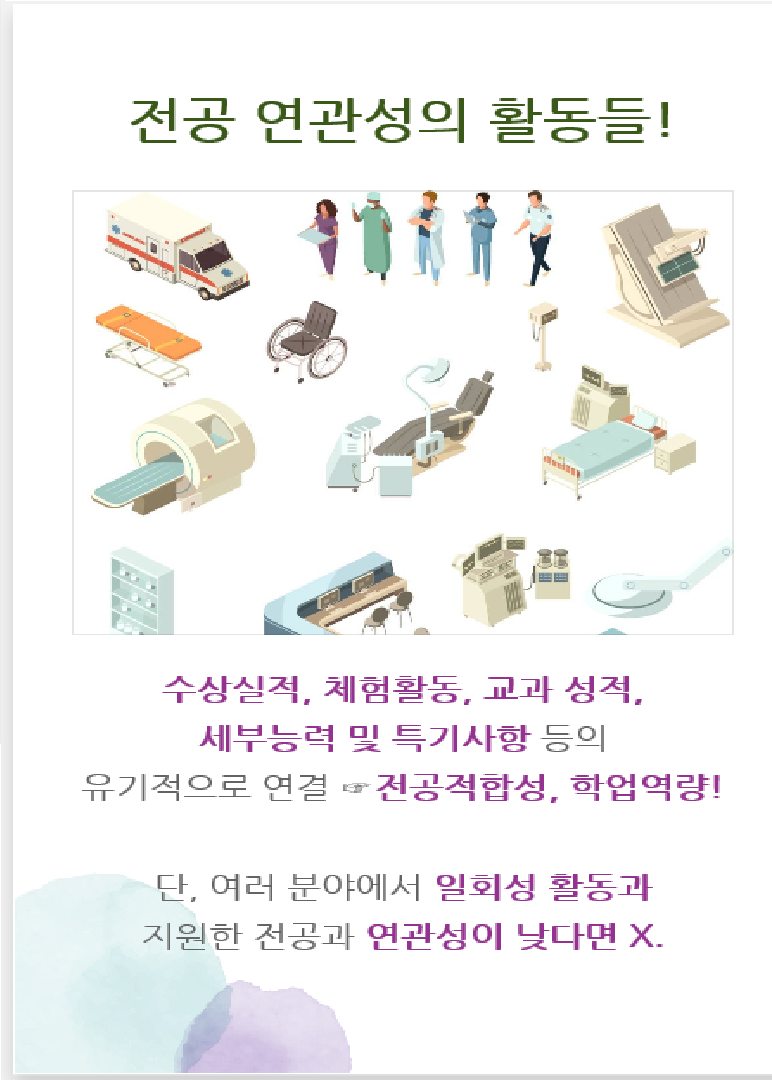 전공 연관성의 활동들!
수상실적, 체험활동, 교과 성적,
세부능력 및 특기사항 등의
유기적으로 연결 ☞전공적합성, 학업역량!
단, 여러 분야에서 일회성 활동과
지원한 전공과 연관성이 낮다면 X.